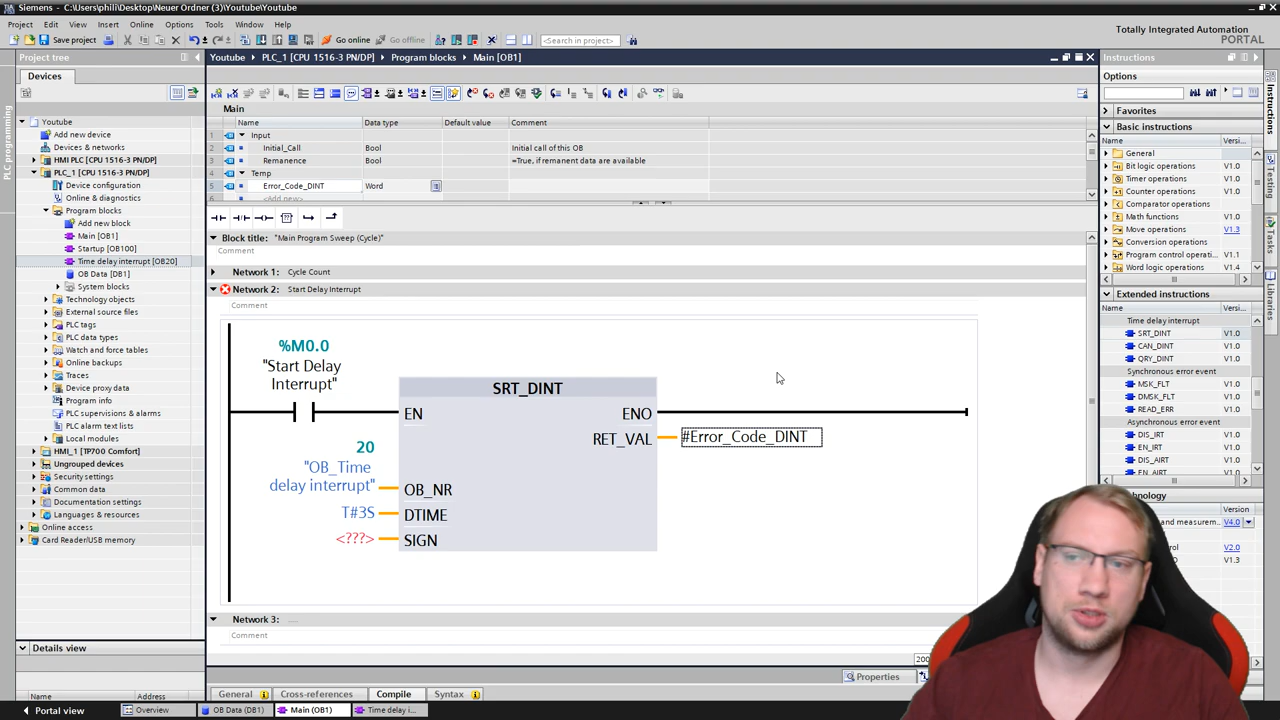 Siemens - C:\Users\phili\Desktop\Neuer Ordner (3)\Youtube\Youtube
Project Edit View Insert Online Options Tools Window Help
Totally Integrated Automation
PORTAL
Save project
Go online
Go offline
<Search in project>
Project tree
Youtube PLC_1 [CPU 1516-3 PN/DP] Program blocks Main [OB1]
Instructions
Devices
Options
PLC programming
Youtube
Add new device
Devices & networks
HMI PLC [CPU 1516-3 PN/DP]
PLC_1 [CPU 1516-3 PN/DP]
Device configuration
Online & diagnostics
Program blocks
Add new block
Main [OB1]
Startup [OB100]
Time delay interrupt [OB20]
OB Data [DB1]
System blocks
Technology objects
External source files
PLC tags
PLC data types
Watch and force tables
Online backups
Traces
Device proxy data
Program info
PLC supervisions & alarms
PLC alarm text lists
Local modules
HMI_1 [TP700 Comfort]
Ungrouped devices
Security settings
Common data
Documentation settings
Languages & resources
Online access
Card Reader/USB memory
Details view
Name Address
Main
Name Data type Default value Comment
1 Input
2 Initial_Call Bool Initial call of this OB
3 Remanence Bool =True, if remanent data are available
4 Temp
5 Error_Code_DINT Word
6 <Add new>
Block title: "Main Program Sweep (Cycle)"
Comment
Network 1: Cycle Count
Network 2: Start Delay Interrupt
Comment
%M0.0
"Start Delay
Interrupt"
SRT_DINT
EN ENO
RET_VAL #Error_Code_DINT
20
"OB_Time
delay interrupt" OB_NR
T#3S DTIME
<???> SIGN
Network 3: .....
Comment
200
Properties
General Cross-references Compile Syntax
Favorites
Basic instructions
Name Versi...
General
Bit logic operations V1.0
Timer operations V1.0
Counter operations V1.0
Comparator operations
Math functions V1.0
Move operations V1.3
Conversion operations
Program control operati... V1.1
Word logic operations V1.4
Extended instructions
Name Versi...
Time delay interrupt
SRT_DINT V1.0
CAN_DINT V1.0
QRY_DINT V1.0
Synchronous error event
MSK_FLT V1.0
DMSK_FLT V1.0
READ_ERR V1.0
Asynchronous error event
DIS_IRT V1.0
EN_IRT V1.0
DIS_AIRT V1.0
EN_AIRT V1.0
Version
V4.0
V2.0
V1.3
Instructions
Testing
Tasks
Libraries
Portal view
Overview
OB Data (DB1)
Main (OB1)
Time delay i...